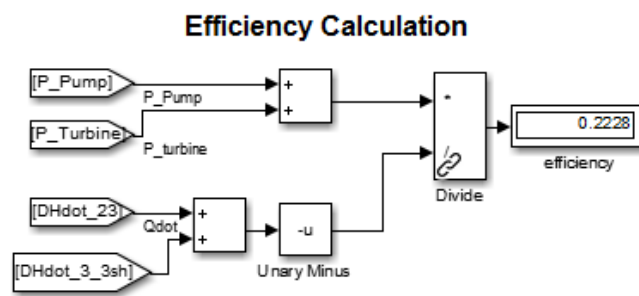 Efficiency Calculation
[P_Pump]
P_Pump
+
+
[P_Turbine]
P_turbine
*
0.2228
efficiency
Divide
[DHdot_23]
Qdot
+
+
-u
Unary Minus
[DHdot_3_3sh]